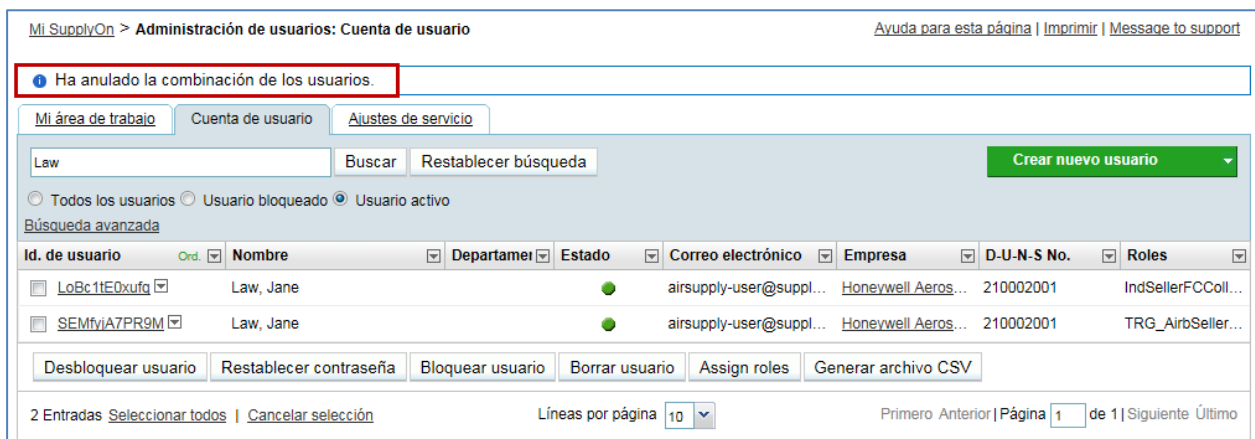 Mi SupplyOn > Administración de usuarios: Cuenta de usuario Ayuda para esta página | Imprimir | Message to support
Ha anulado la combinación de los usuarios.
Mi área de trabajo Cuenta de usuario Ajustes de servicio
Law Buscar Restablecer búsqueda Crear nuevo usuario
Todos los usuarios Usuario bloqueado Usuario activo
Búsqueda avanzada
Id. de usuario Ord. Nombre Departamer Estado Correo electrónico Empresa D-U-N-S No. Roles
LoBc1tE0xufq Law, Jane airsupply-user@suppl... Honeywell Aeros... 210002001 IndSellerFCColl...
SEMfyjA7PR9M Law, Jane airsupply-user@suppl... Honeywell Aeros... 210002001 TRG_AirbSeller...
Desbloquear usuario Restablecer contraseña Bloquear usuario Borrar usuario Assign roles Generar archivo CSV
2 Entradas Seleccionar todos | Cancelar selección Líneas por página 10 Primero Anterior | Página 1 de 1 | Siguiente Último